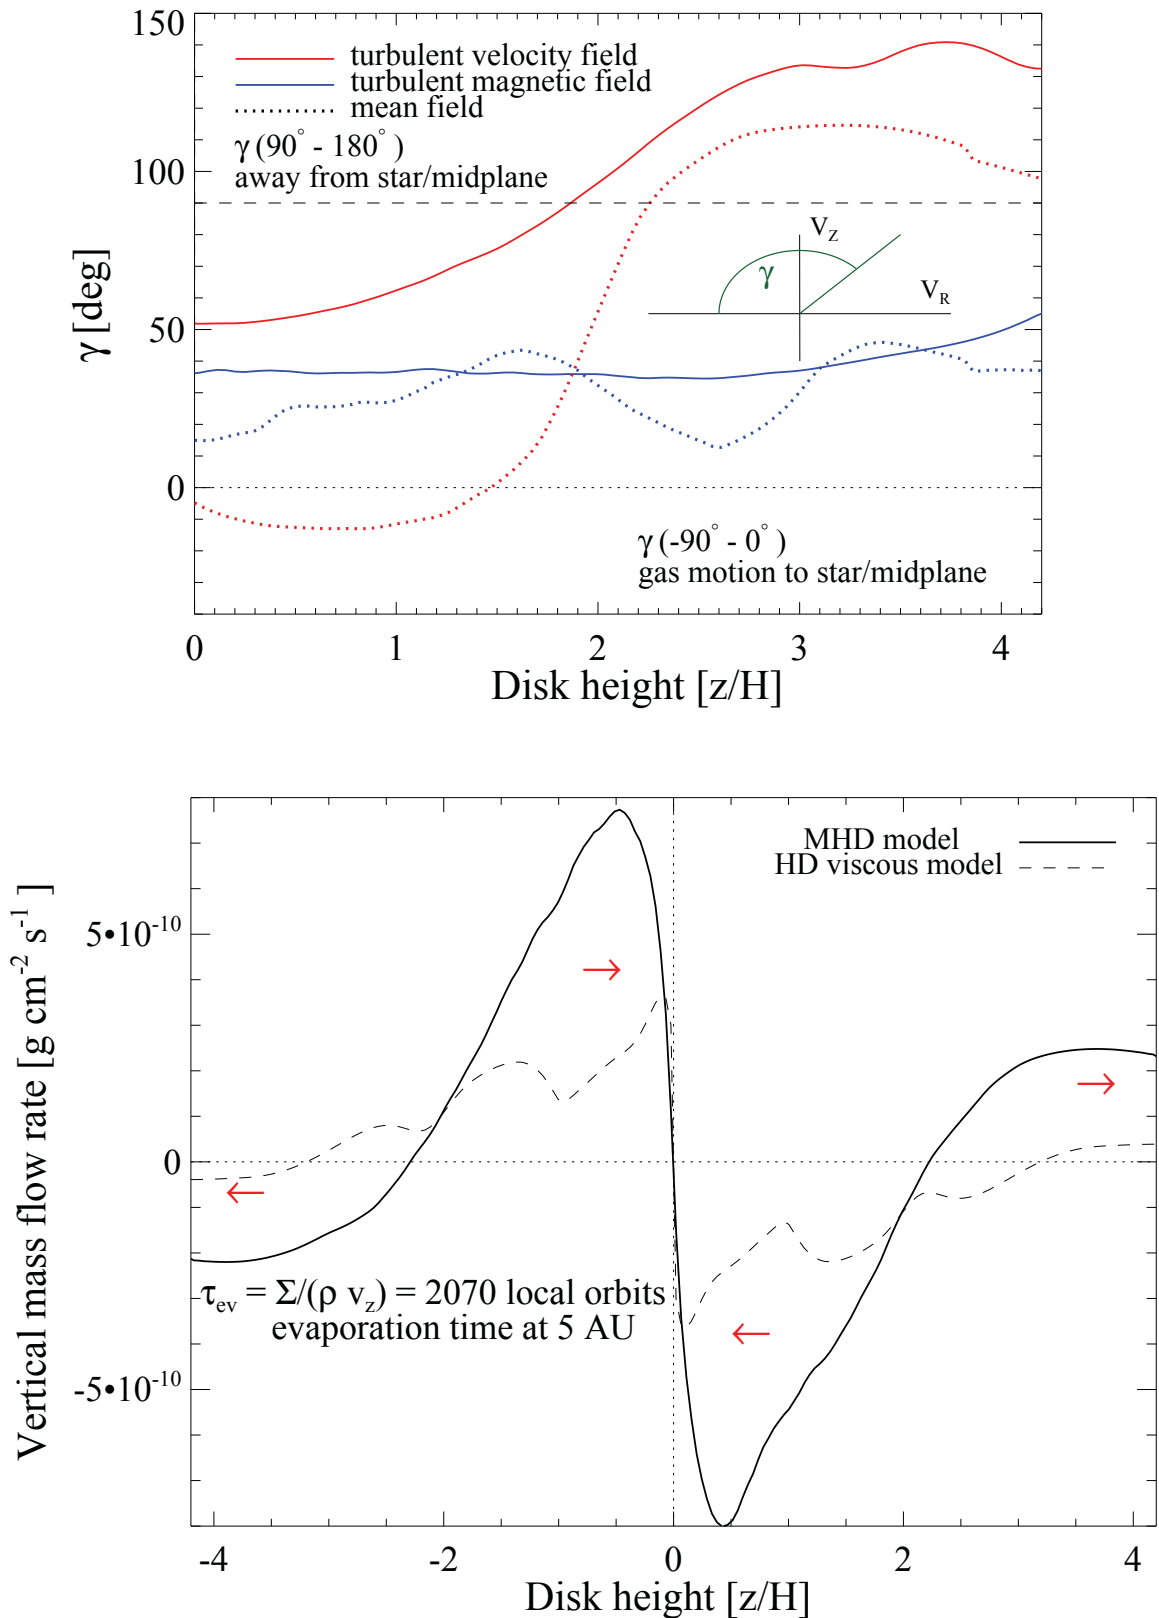 150
100
50
0
γ [deg]
turbulent velocity field
turbulent magnetic field
mean field
γ (90° - 180°)
away from star/midplane
V_Z
γ
V_R
γ (-90° - 0°)
gas motion to star/midplane
0 1 2 3 4
Disk height [z/H]
Vertical mass flow rate [g cm⁻² s⁻¹ ]
5•10⁻¹⁰
0
-5•10⁻¹⁰
MHD model
HD viscous model
τ_ev = Σ/(ρ v_z) = 2070 local orbits
evaporation time at 5 AU
-4 -2 0 2 4
Disk height [z/H]